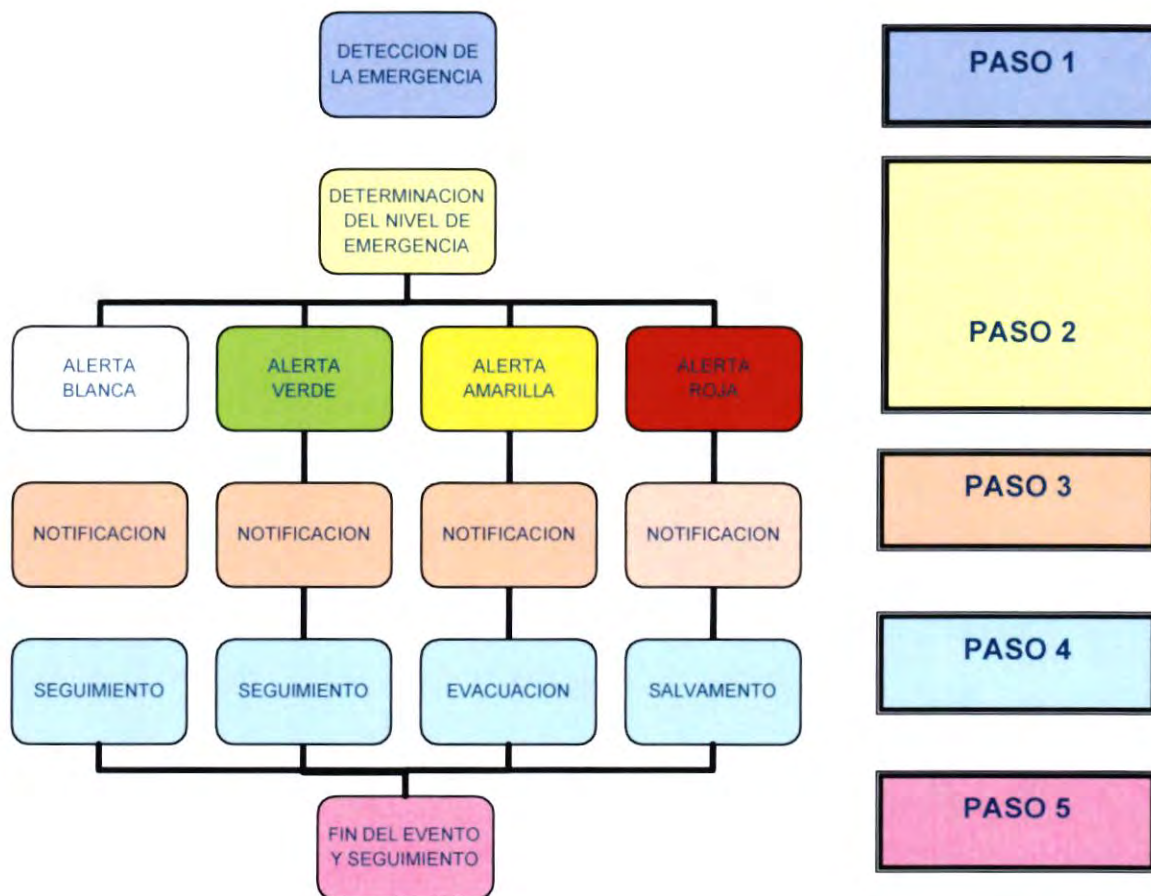 DETECCION DE
LA EMERGENCIA
PASO 1
DETERMINACION
DEL NIVEL DE
EMERGENCIA
PASO 2
ALERTA
BLANCA
ALERTA
VERDE
ALERTA
AMARILLA
ALERTA
ROJA
PASO 3
NOTIFICACION
NOTIFICACION
NOTIFICACION
NOTIFICACION
PASO 4
SEGUIMIENTO
SEGUIMIENTO
EVACUACION
SALVAMENTO
PASO 5
FIN DEL EVENTO
Y SEGUIMIENTO